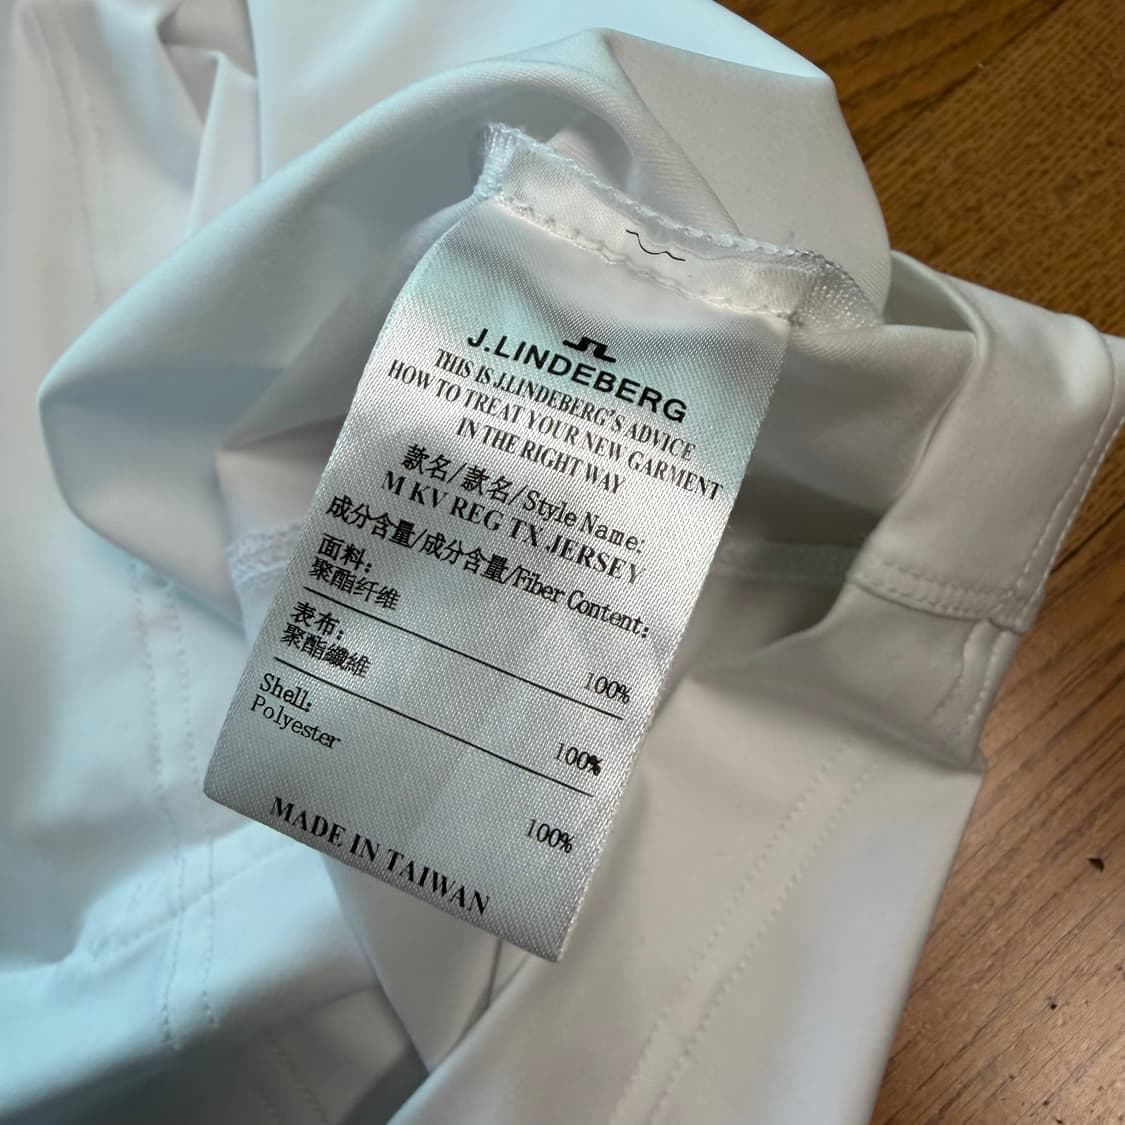 J.LINDEBERG
THIS IS J.LINDEBERG'S ADVICE
HOW TO TREAT YOUR NEW GARMENT
IN THE RIGHT WAY
款名/款名/Style Name:
M KV REG TX JERSEY
成分含量/成分含量/Fiber Content:
面料:
聚酯纤维 100%
表布:
聚酯纖維 100%
Shell:
Polyester 100%
MADE IN TAIWAN